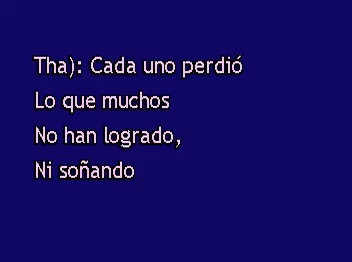 Tha): Cada uno perdió
Lo que muchos
No han logrado,
Ni soñando